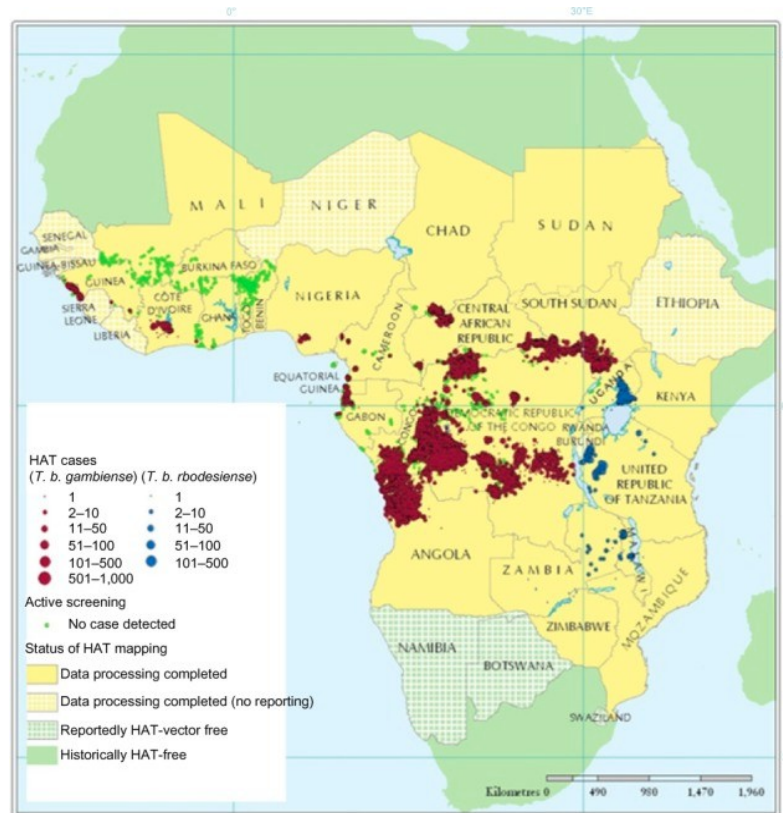 0°
30°E
MALI
NIGER
CHAD
SUDAN
SENEGAL
GAMBIA
GUINEA-BISSAU
GUINEA
BURKINA FASO
SIERRA
LEONE
LIBERIA
CÔTE
D'IVOIRE
GHANA
TOGO
BENIN
NIGERIA
CAMEROON
CENTRAL
AFRICAN
REPUBLIC
SOUTH SUDAN
ETHIOPIA
EQUATORIAL
GUINEA
GABON
CONGO
DEMOCRATIC REPUBLIC
OF THE CONGO
UGANDA
KENYA
RWANDA
BURUNDI
UNITED
REPUBLIC
OF TANZANIA
ANGOLA
ZAMBIA
MALAWI
MOZAMBIQUE
ZIMBABWE
NAMIBIA
BOTSWANA
SWAZILAND
HAT cases
(T. b. gambiense) (T. b. rbodesiense)
1 1
2–10 2–10
11–50 11–50
51–100 51–100
101–500 101–500
501–1,000
Active screening
No case detected
Status of HAT mapping
Data processing completed
Data processing completed (no reporting)
Reportedly HAT-vector free
Historically HAT-free
Kilometres 0 490 980 1,470 1,960